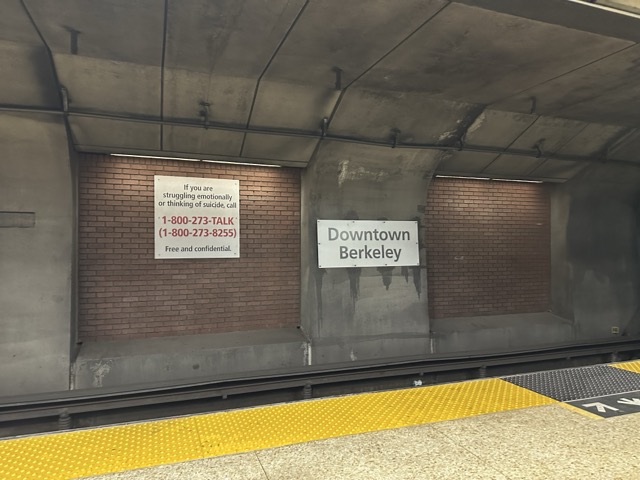 If you are
struggling emotionally
or thinking of suicide, call
1-800-273-TALK
(1-800-273-8255)
Free and confidential.
Downtown
Berkeley